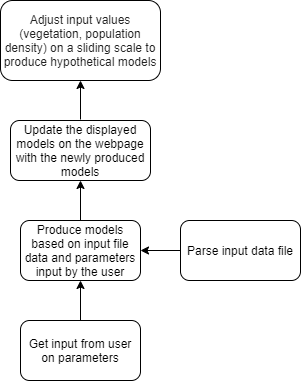 Adjust input values
(vegetation, population
density) on a sliding scale to
produce hypothetical models
Update the displayed
models on the webpage
with the newly produced
models
Produce models
based on input file
data and parameters
input by the user
Parse input data file
Get input from user
on parameters